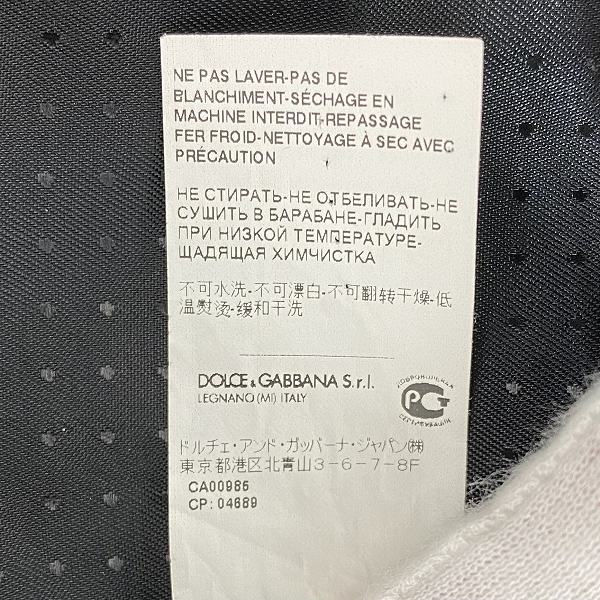 NE PAS LAVER-PAS DE
BLANCHIMENT-SÉCHAGE EN
MACHINE INTERDIT-REPASSAGE
FER FROID-NETTOYAGE À SEC AVEC
PRÉCAUTION
НЕ СТИРАТЬ-НЕ ОТБЕЛИВАТЬ-НЕ
СУШИТЬ В БАРАБАНЕ-ГЛАДИТЬ
ПРИ НИЗКОЙ ТЕМПЕРАТУРЕ-
ЩАДЯЩАЯ ХИМЧИСТКА
不可水洗-不可漂白-不可翻转干燥-低
温熨烫-缓和干洗
DOLCE & GABBANA S.r.l.
LEGNANO (MI) ITALY
ДОБРОВОЛЬНАЯ
РСТ
СЕРТИФИКАЦИЯ
ドルチェ・アンド・ガッバーナ・ジャパン㈱
東京都港区北青山3-6-7-8F
CA00985
CP: 04689